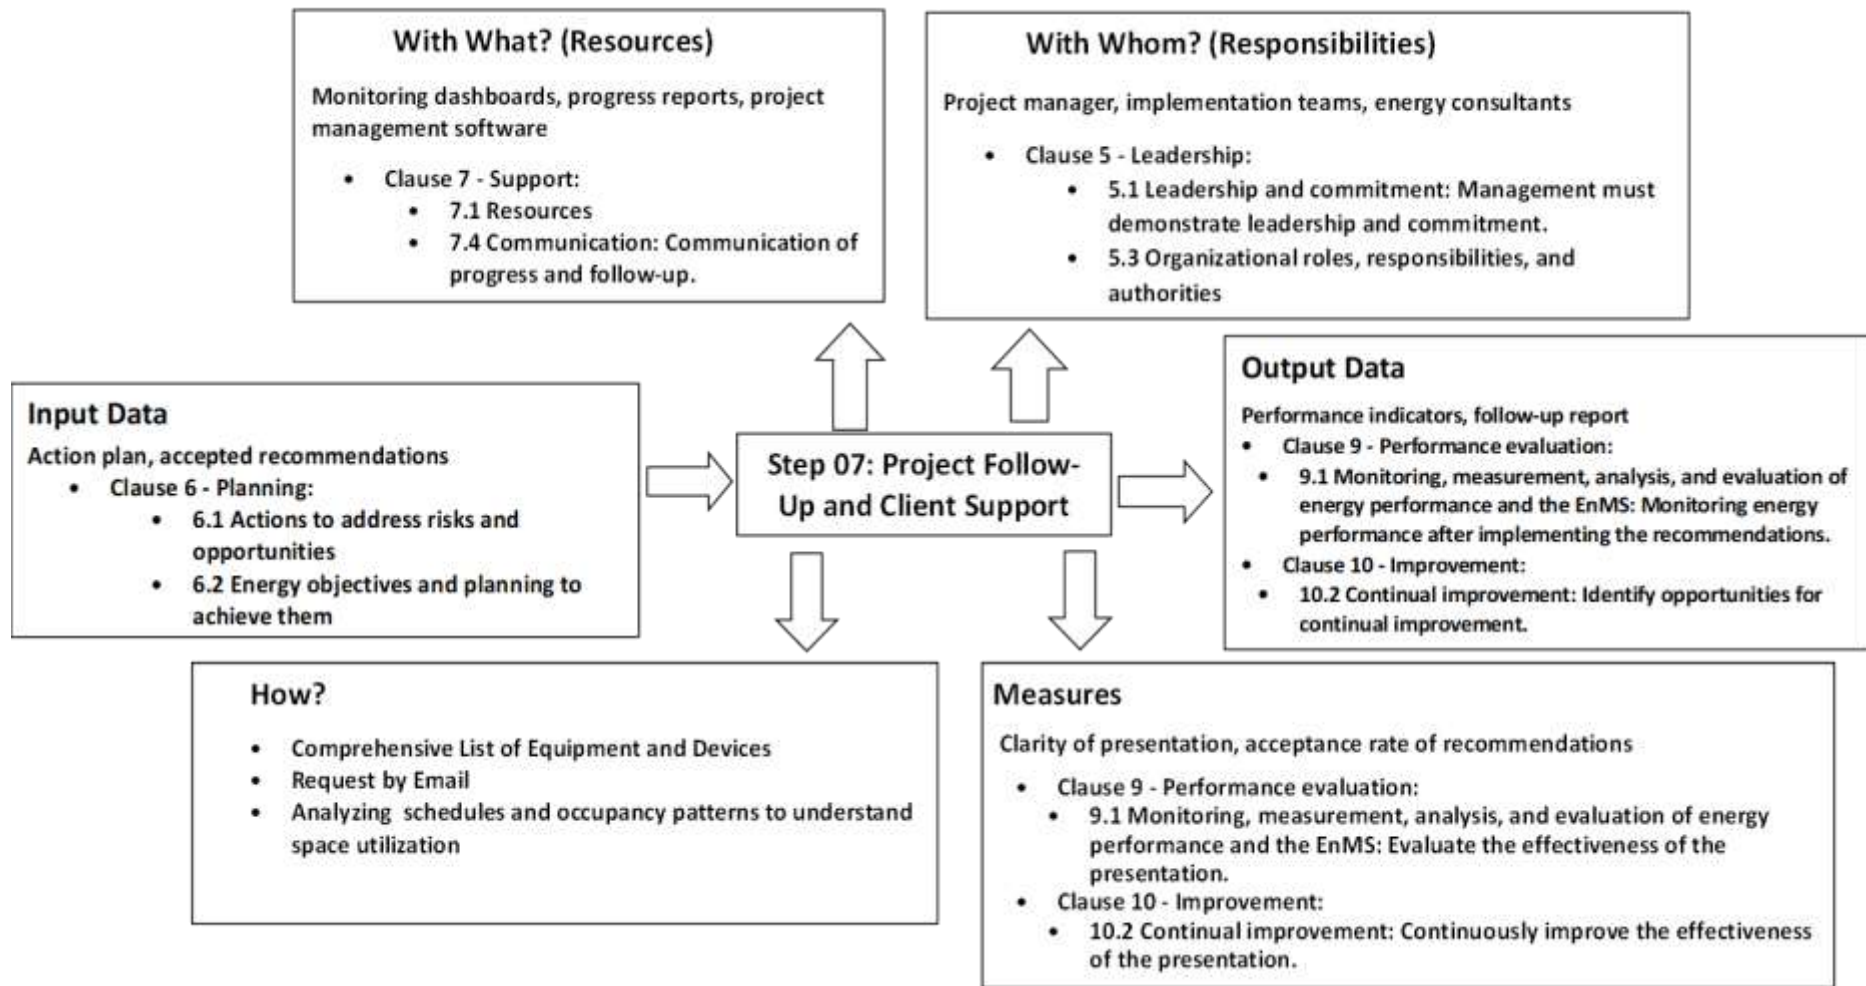 With What? (Resources)
Monitoring dashboards, progress reports, project
management software
• Clause 7 - Support:
• 7.1 Resources
• 7.4 Communication: Communication of
progress and follow-up.
With Whom? (Responsibilities)
Project manager, implementation teams, energy consultants
• Clause 5 - Leadership:
• 5.1 Leadership and commitment: Management must
demonstrate leadership and commitment.
• 5.3 Organizational roles, responsibilities, and
authorities
Input Data
Action plan, accepted recommendations
• Clause 6 - Planning:
• 6.1 Actions to address risks and
opportunities
• 6.2 Energy objectives and planning to
achieve them
Step 07: Project Follow-
Up and Client Support
Output Data
Performance indicators, follow-up report
• Clause 9 - Performance evaluation:
• 9.1 Monitoring, measurement, analysis, and evaluation of
energy performance and the EnMS: Monitoring energy
performance after implementing the recommendations.
• Clause 10 - Improvement:
• 10.2 Continual improvement: Identify opportunities for
continual improvement.
How?
• Comprehensive List of Equipment and Devices
• Request by Email
• Analyzing schedules and occupancy patterns to understand
space utilization
Measures
Clarity of presentation, acceptance rate of recommendations
• Clause 9 - Performance evaluation:
• 9.1 Monitoring, measurement, analysis, and evaluation of energy
performance and the EnMS: Evaluate the effectiveness of the
presentation.
• Clause 10 - Improvement:
• 10.2 Continual improvement: Continuously improve the effectiveness
of the presentation.